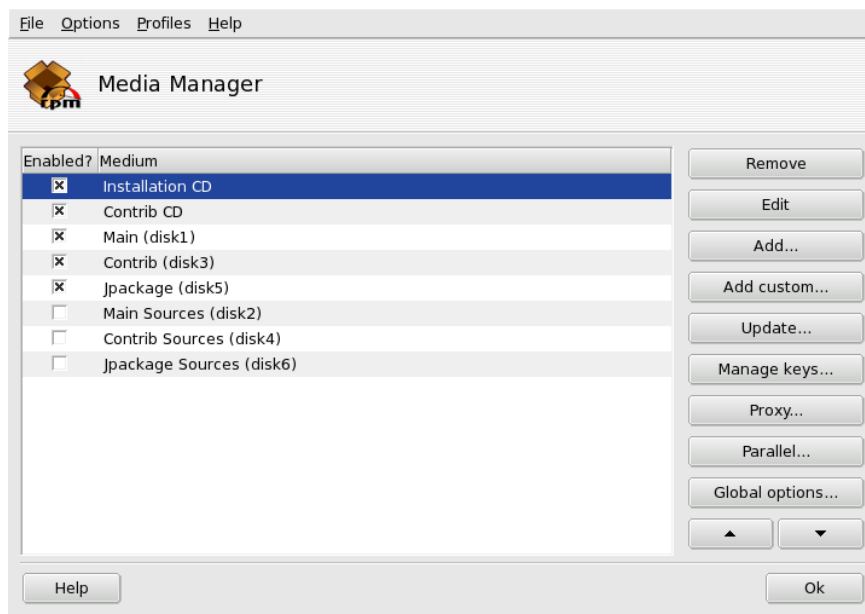 File Options Profiles Help
rpm
Media Manager
Enabled? Medium
Installation CD
Contrib CD
Main (disk1)
Contrib (disk3)
Jpackage (disk5)
Main Sources (disk2)
Contrib Sources (disk4)
Jpackage Sources (disk6)
Remove
Edit
Add...
Add custom...
Update...
Manage keys...
Proxy...
Parallel...
Global options...
Help
Ok